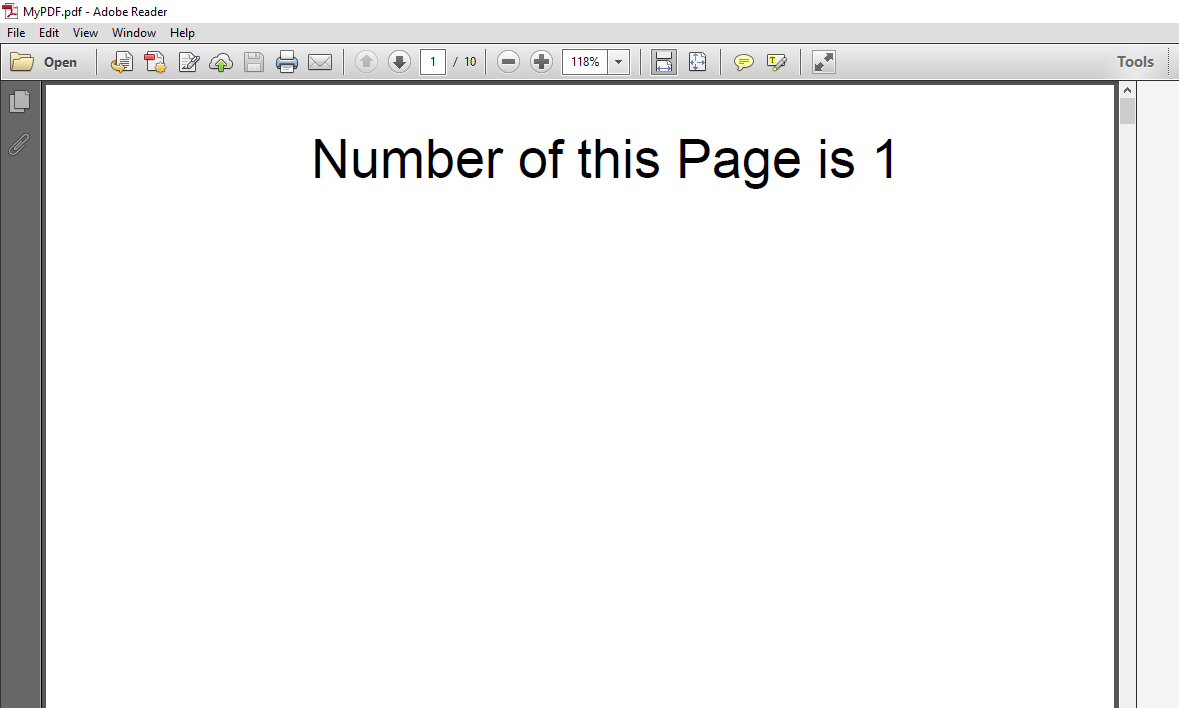 MyPDF.pdf - Adobe Reader
File Edit View Window Help
Open 1 / 10 118% Tools
Number of this Page is 1